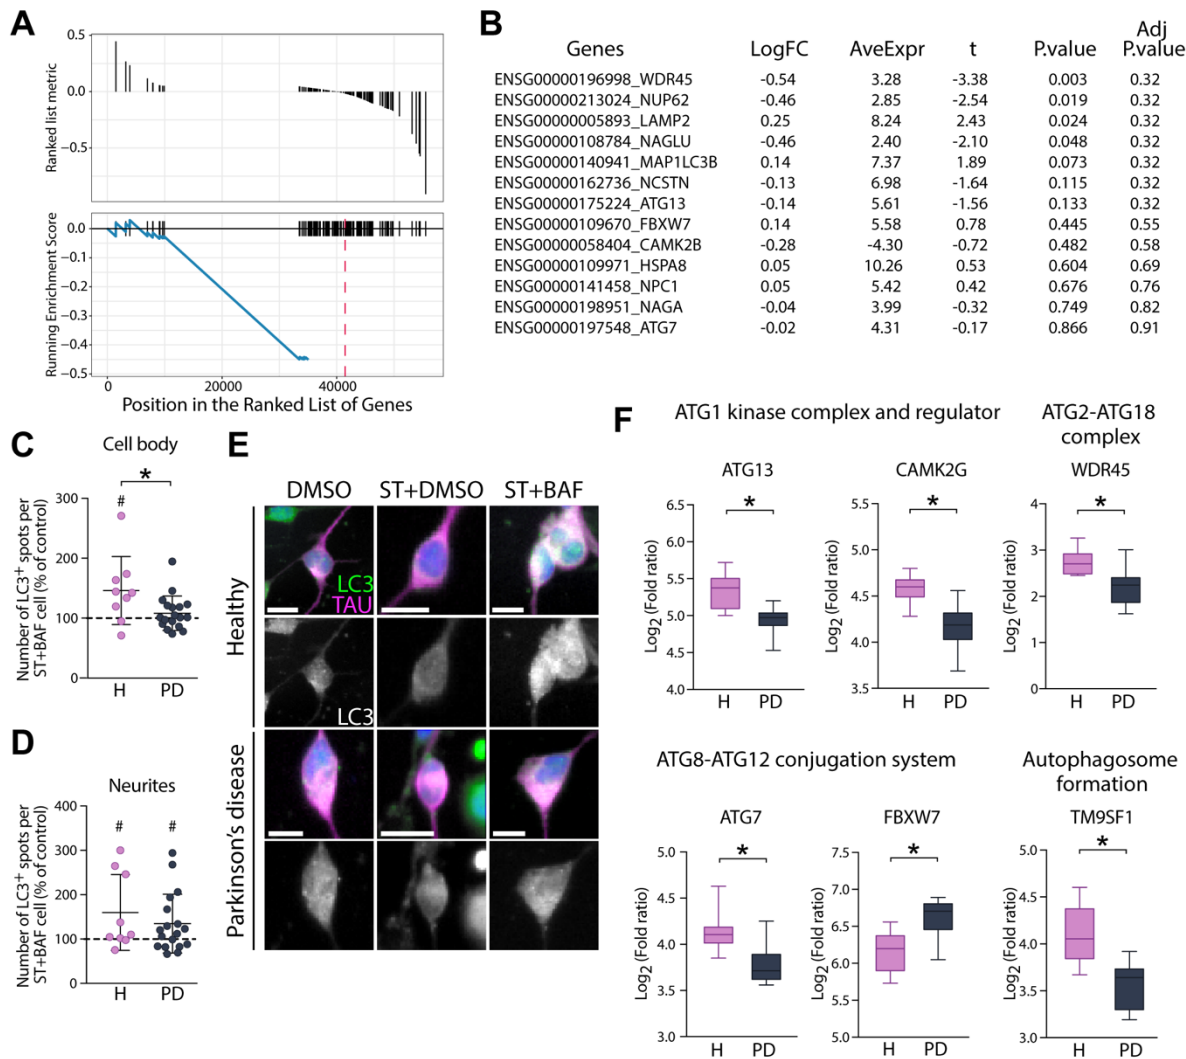 A
Ranked list metric
0.5
0.0
−0.5
Running Enrichment Score
0.0
−0.1
−0.2
−0.3
−0.4
−0.5
0 20000 40000
Position in the Ranked List of Genes
B
Genes LogFC AveExpr t P.value Adj P.value
ENSG00000196998_WDR45 -0.54 3.28 -3.38 0.003 0.32
ENSG00000213024_NUP62 -0.46 2.85 -2.54 0.019 0.32
ENSG00000005893_LAMP2 0.25 8.24 2.43 0.024 0.32
ENSG00000108784_NAGLU -0.46 2.40 -2.10 0.048 0.32
ENSG00000140941_MAP1LC3B 0.14 7.37 1.89 0.073 0.32
ENSG00000162736_NCSTN -0.13 6.98 -1.64 0.115 0.32
ENSG00000175224_ATG13 -0.14 5.61 -1.56 0.133 0.32
ENSG00000109670_FBXW7 0.14 5.58 0.78 0.445 0.55
ENSG00000058404_CAMK2B -0.28 -4.30 -0.72 0.482 0.58
ENSG00000109971_HSPA8 0.05 10.26 0.53 0.604 0.69
ENSG00000141458_NPC1 0.05 5.42 0.42 0.676 0.76
ENSG00000198951_NAGA -0.04 3.99 -0.32 0.749 0.82
ENSG00000197548_ATG7 -0.02 4.31 -0.17 0.866 0.91
C
Cell body
Number of LC3+ spots per
ST+BAF cell (% of control)
300
200
100
0
#
*
H PD
D
Neurites
Number of LC3+ spots per
ST+BAF cell (% of control)
400
300
200
100
0
# #
H PD
E
DMSO ST+DMSO ST+BAF
Healthy
LC3
TAU
LC3
Parkinson's disease
F
ATG1 kinase complex and regulator
ATG13
Log2 (Fold ratio)
6.5
6.0
5.5
5.0
4.5
4.0
*
H PD
CAMK2G
Log2 (Fold ratio)
5.5
5.0
4.5
4.0
3.5
*
H PD
ATG2-ATG18
complex
WDR45
Log2 (Fold ratio)
4
3
2
1
0
*
H PD
ATG8-ATG12 conjugation system
ATG7
Log2 (Fold ratio)
5.0
4.5
4.0
3.5
3.0
*
H PD
FBXW7
Log2 (Fold ratio)
7.5
7.0
6.5
6.0
5.5
5.0
*
H PD
Autophagosome
formation
TM9SF1
Log2 (Fold ratio)
5.0
4.5
4.0
3.5
3.0
*
H PD